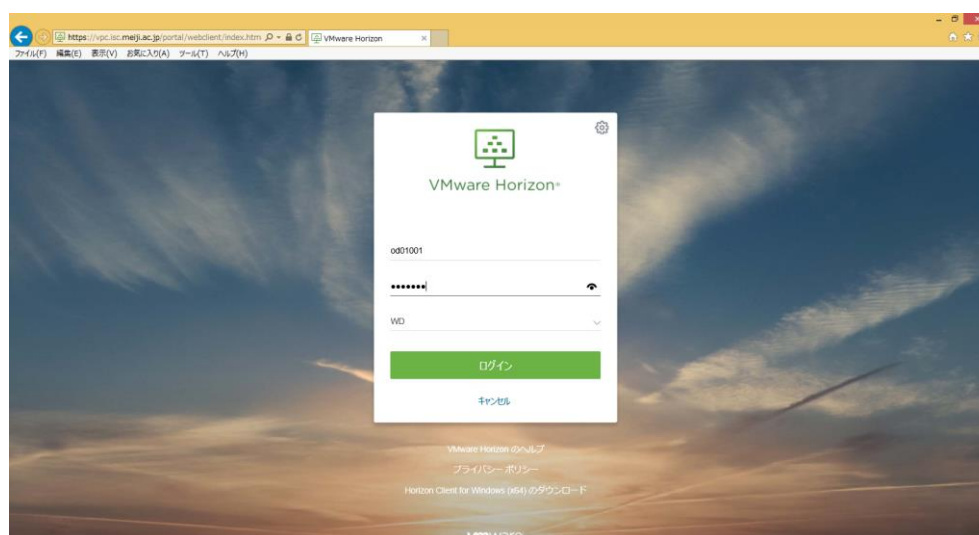 https://vpc.isc.meiji.ac.jp/portal/webclient/index.htm
VMware Horizon
ファイル(F) 編集(E) 表示(V) お気に入り(A) ツール(T) ヘルプ(H)
VMware Horizon®
od01001
•••••••
WD
ログイン
キャンセル
VMware Horizon のヘルプ
プライバシー ポリシー
Horizon Client for Windows (x64) のダウンロード